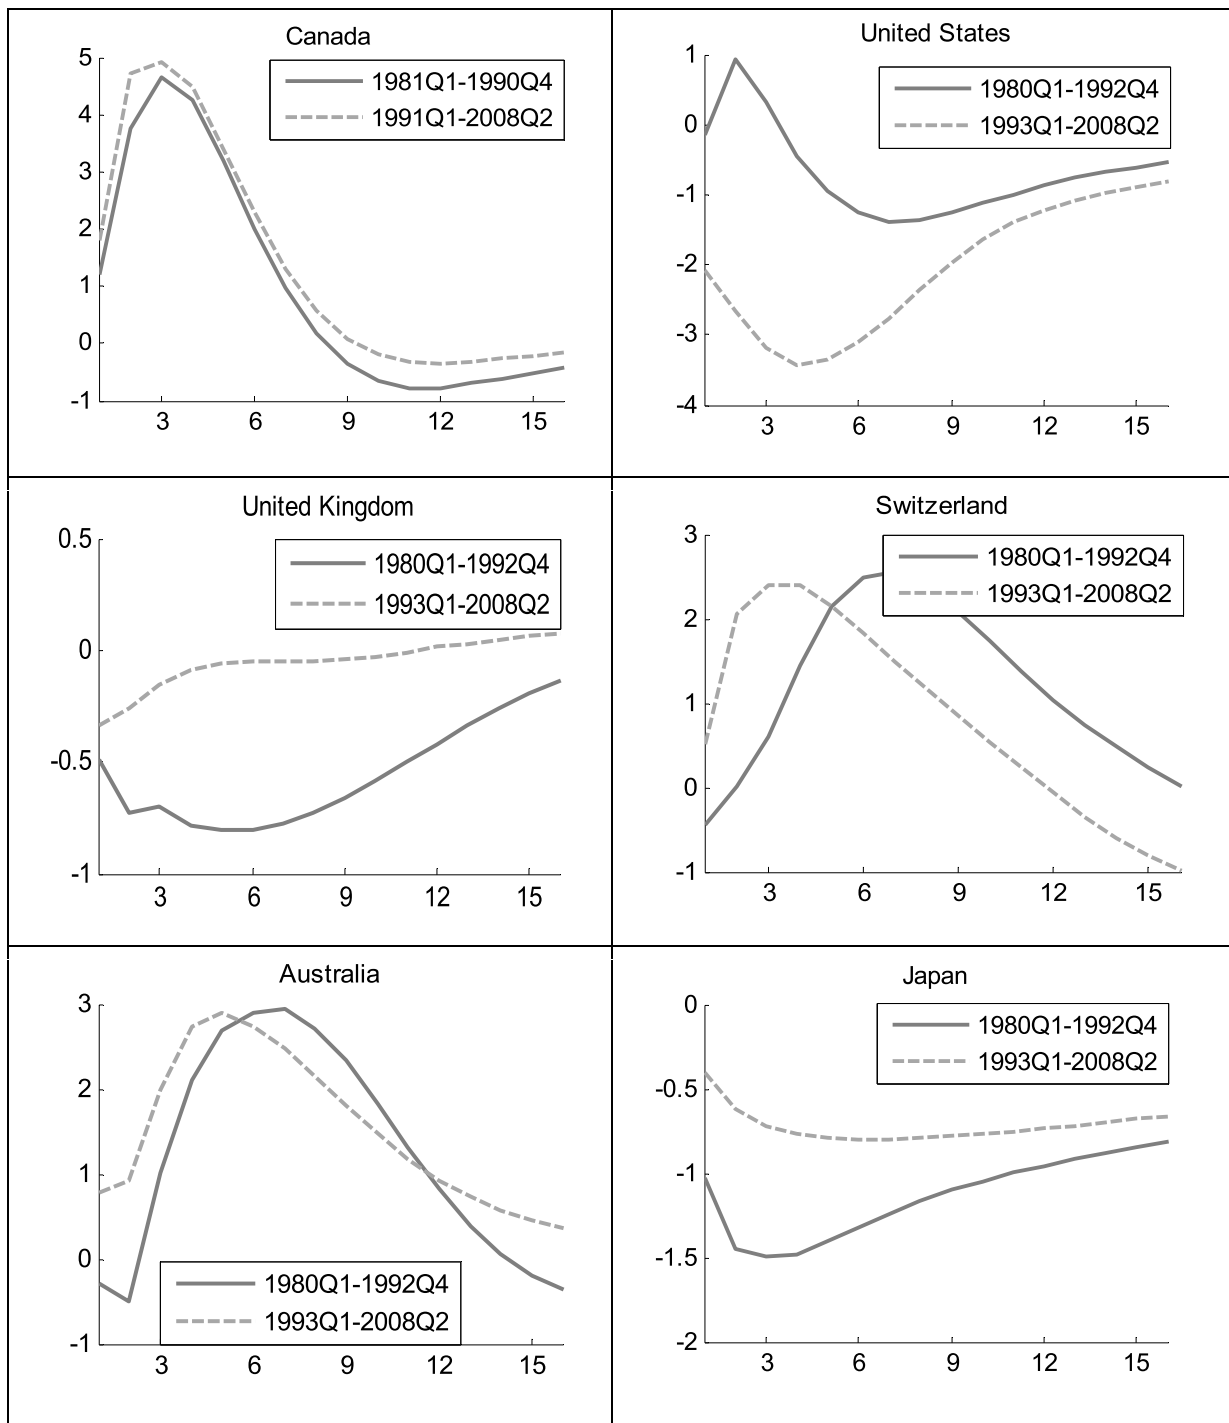 Canada
5
4
3
2
1
0
-1
3 6 9 12 15
1981Q1-1990Q4
1991Q1-2008Q2
United States
1
0
-1
-2
-3
-4
3 6 9 12 15
1980Q1-1992Q4
1993Q1-2008Q2
United Kingdom
0.5
0
-0.5
-1
3 6 9 12 15
1980Q1-1992Q4
1993Q1-2008Q2
Switzerland
3
2
1
0
-1
3 6 9 12 15
1980Q1-1992Q4
1993Q1-2008Q2
Australia
3
2
1
0
-1
3 6 9 12 15
1980Q1-1992Q4
1993Q1-2008Q2
Japan
0
-0.5
-1
-1.5
-2
3 6 9 12 15
1980Q1-1992Q4
1993Q1-2008Q2